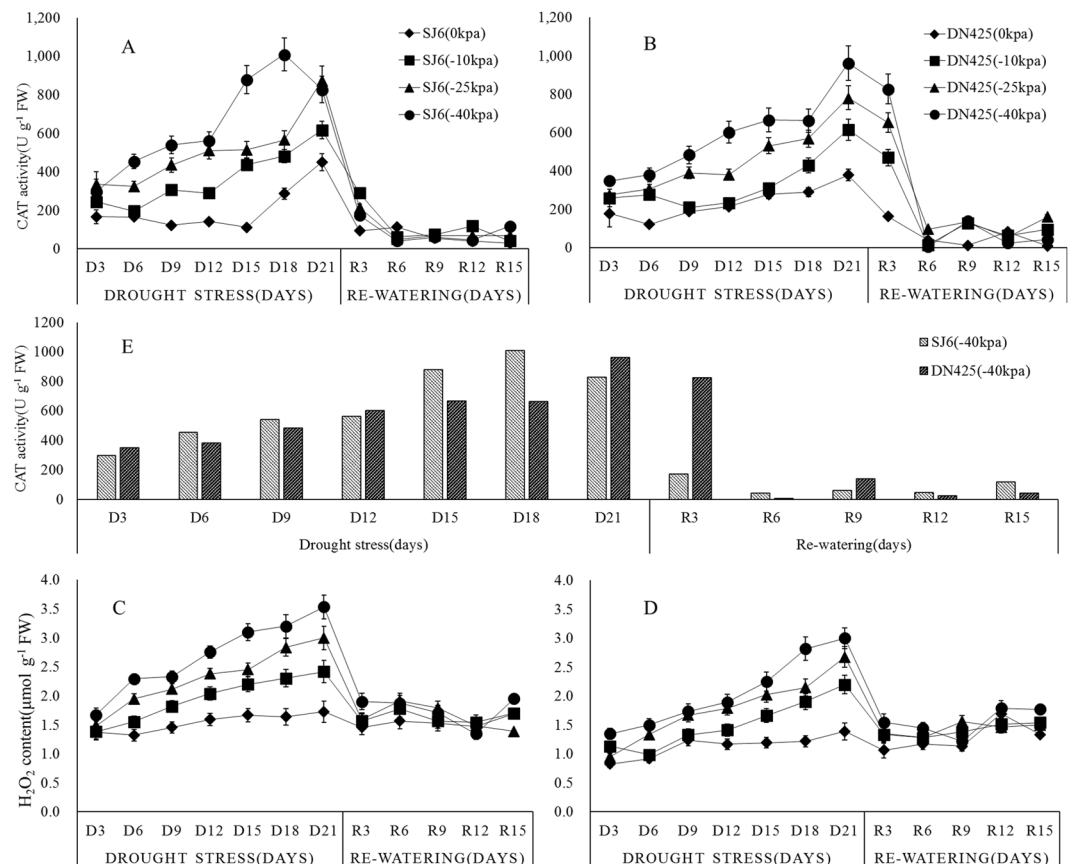 1,200
1,000
800
600
400
200
0
CAT activity(U g⁻¹ FW)
A
SJ6(0kpa)
SJ6(-10kpa)
SJ6(-25kpa)
SJ6(-40kpa)
D3 D6 D9 D12 D15 D18 D21 R3 R6 R9 R12 R15
DROUGHT STRESS(DAYS) RE-WATERING(DAYS)
1,200
1,000
800
600
400
200
0
B
DN425(0kpa)
DN425(-10kpa)
DN425(-25kpa)
DN425(-40kpa)
D3 D6 D9 D12 D15 D18 D21 R3 R6 R9 R12 R15
DROUGHT STRESS(DAYS) RE-WATERING(DAYS)
1200
1000
800
600
400
200
0
CAT activity(U g⁻¹ FW)
E
SJ6(-40kpa)
DN425(-40kpa)
D3 D6 D9 D12 D15 D18 D21 R3 R6 R9 R12 R15
Drought stress(days) Re-watering(days)
4.0
3.5
3.0
2.5
2.0
1.5
1.0
0.5
0.0
H₂O₂ content(μmol g⁻¹ FW)
C
D3 D6 D9 D12 D15 D18 D21 R3 R6 R9 R12 R15
DROUGHT STRESS(DAYS) RE-WATERING(DAYS)
4.0
3.5
3.0
2.5
2.0
1.5
1.0
0.5
0.0
D
D3 D6 D9 D12 D15 D18 D21 R3 R6 R9 R12 R15
DROUGHT STRESS(DAYS) RE-WATERING(DAYS)